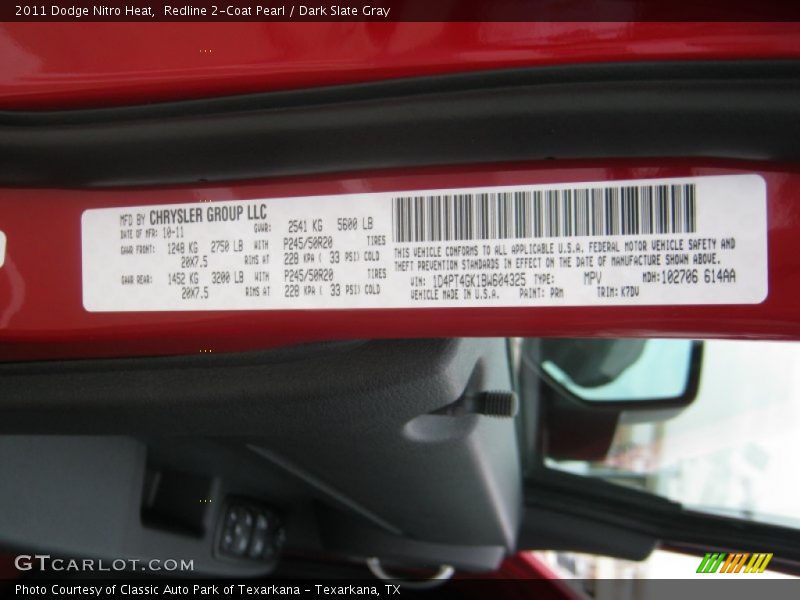 2011 Dodge Nitro Heat,  Redline 2-Coat Pearl / Dark Slate Gray
MFD BY CHRYSLER GROUP LLC
DATE OF MFR: 10-11 GVWR: 2541 KG 5600 LB
GAWR FRONT: 1248 KG 2750 LB WITH P245/50R20 TIRES
20X7.5 RIMS AT 228 KPA ( 33 PSI) COLD
GAWR REAR: 1452 KG 3200 LB WITH P245/50R20 TIRES
20X7.5 RIMS AT 228 KPA ( 33 PSI) COLD
THIS VEHICLE CONFORMS TO ALL APPLICABLE U.S.A. FEDERAL MOTOR VEHICLE SAFETY AND
THEFT PREVENTION STANDARDS IN EFFECT ON THE DATE OF MANUFACTURE SHOWN ABOVE.
VIN: 1D4PT4GK1BW604325 TYPE: MPV MDH:102706 614AA
VEHICLE MADE IN U.S.A. PAINT: PRM TRIM: K7DV
GTCARLOT.COM
Photo Courtesy of Classic Auto Park of Texarkana - Texarkana, TX